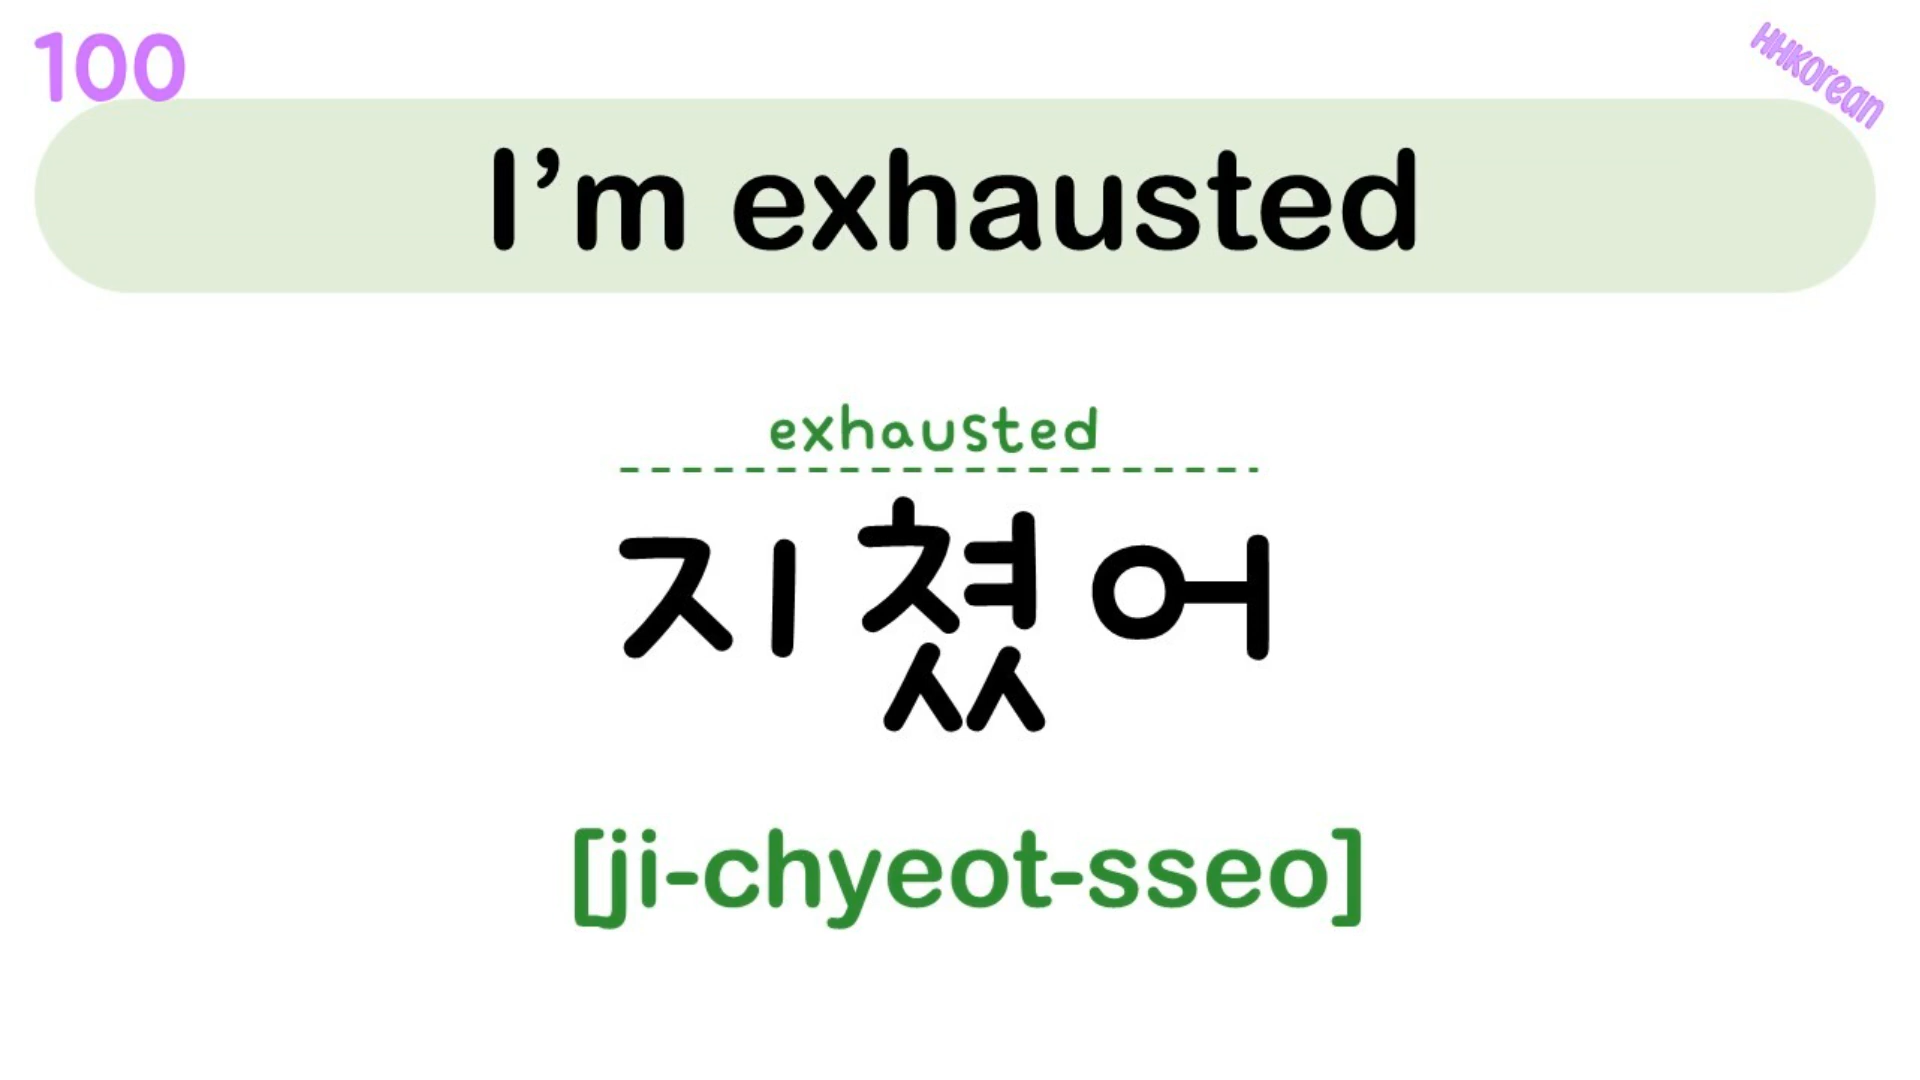 100
HHKorean
I’m exhausted
exhausted
지쳤어
[ji-chyeot-sseo]